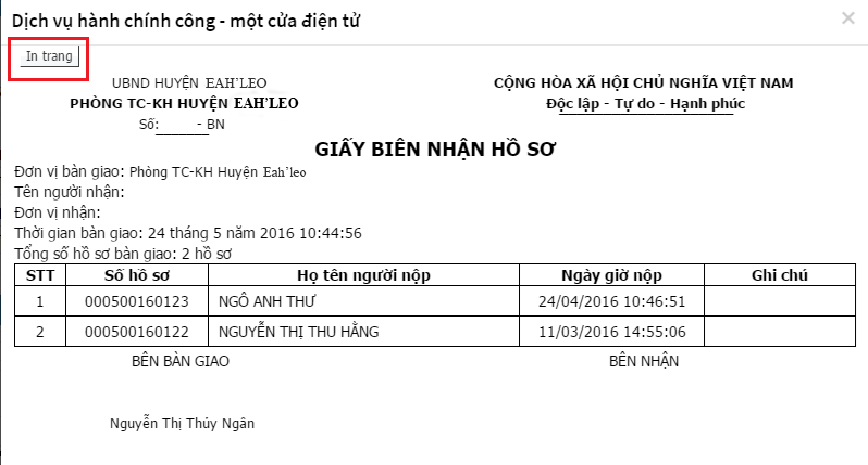 Dịch vụ hành chính công - một cửa điện tử ×
In trang
UBND HUYỆN EAH'LEO CỘNG HÒA XÃ HỘI CHỦ NGHĨA VIỆT NAM
PHÒNG TC-KH HUYỆN EAH'LEO Độc lập - Tự do - Hạnh phúc
Số: - BN
GIẤY BIÊN NHẬN HỒ SƠ
Đơn vị bàn giao: Phòng TC-KH Huyện Eah'leo
Tên người nhận:
Đơn vị nhận:
Thời gian bàn giao: 24 tháng 5 năm 2016 10:44:56
Tổng số hồ sơ bàn giao: 2 hồ sơ
STT Số hồ sơ Họ tên người nộp Ngày giờ nộp Ghi chú
1 000500160123 NGÔ ANH THƯ 24/04/2016 10:46:51
2 000500160122 NGUYỄN THỊ THU HẰNG 11/03/2016 14:55:06
BÊN BÀN GIAO BÊN NHẬN
Nguyễn Thị Thúy Ngân